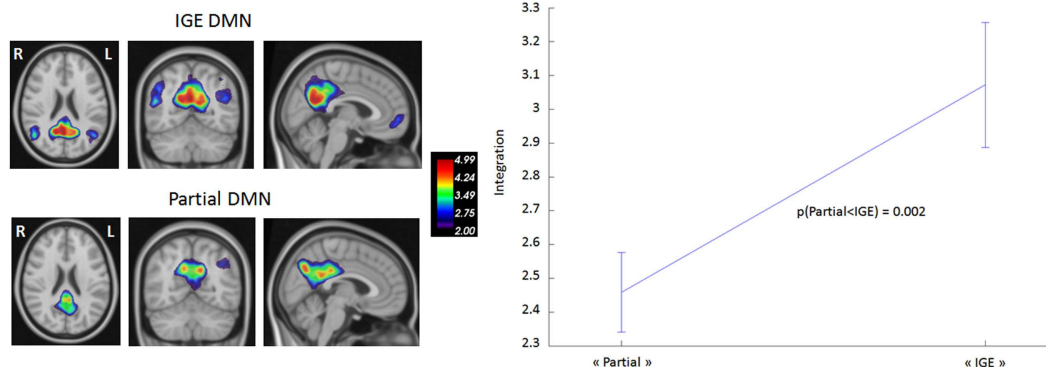 IGE DMN
R
L
Partial DMN
R
L
4.99
4.24
3.49
2.75
2.00
3.3
3.2
3.1
3
2.9
2.8
2.7
2.6
2.5
2.4
2.3
Integration
p(Partial<IGE) = 0.002
« Partial »
« IGE »